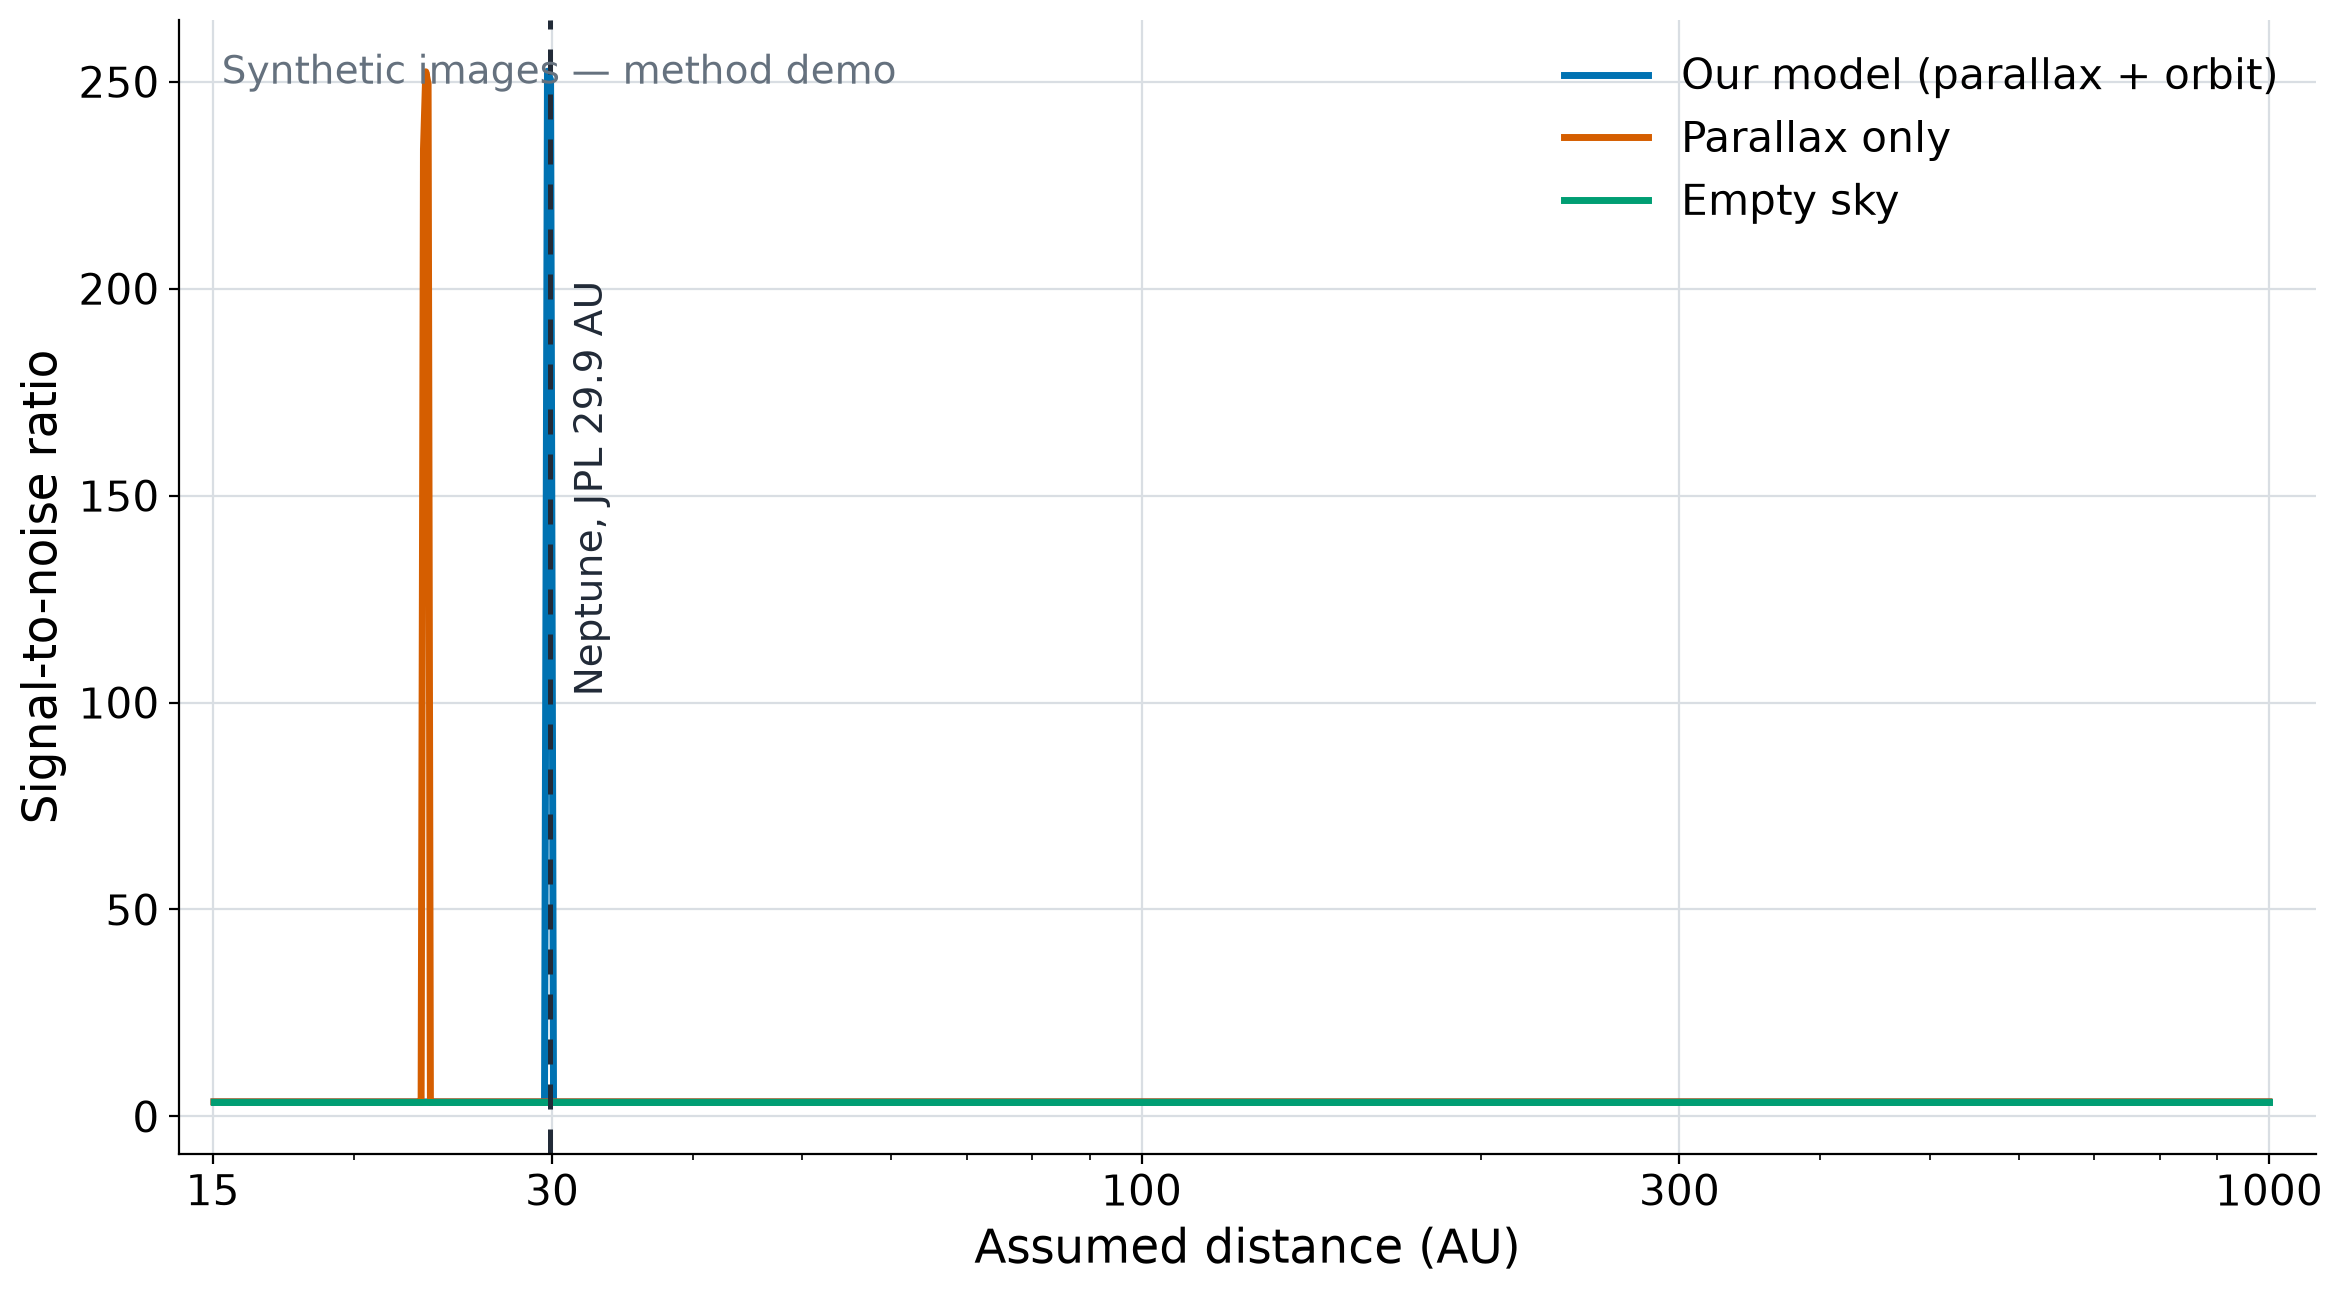 Synthetic images — method demo
Our model (parallax + orbit)
Parallax only
Empty sky
250
200
150
100
50
0
Signal-to-noise ratio
Neptune, JPL 29.9 AU
15
30
100
300
1000
Assumed distance (AU)